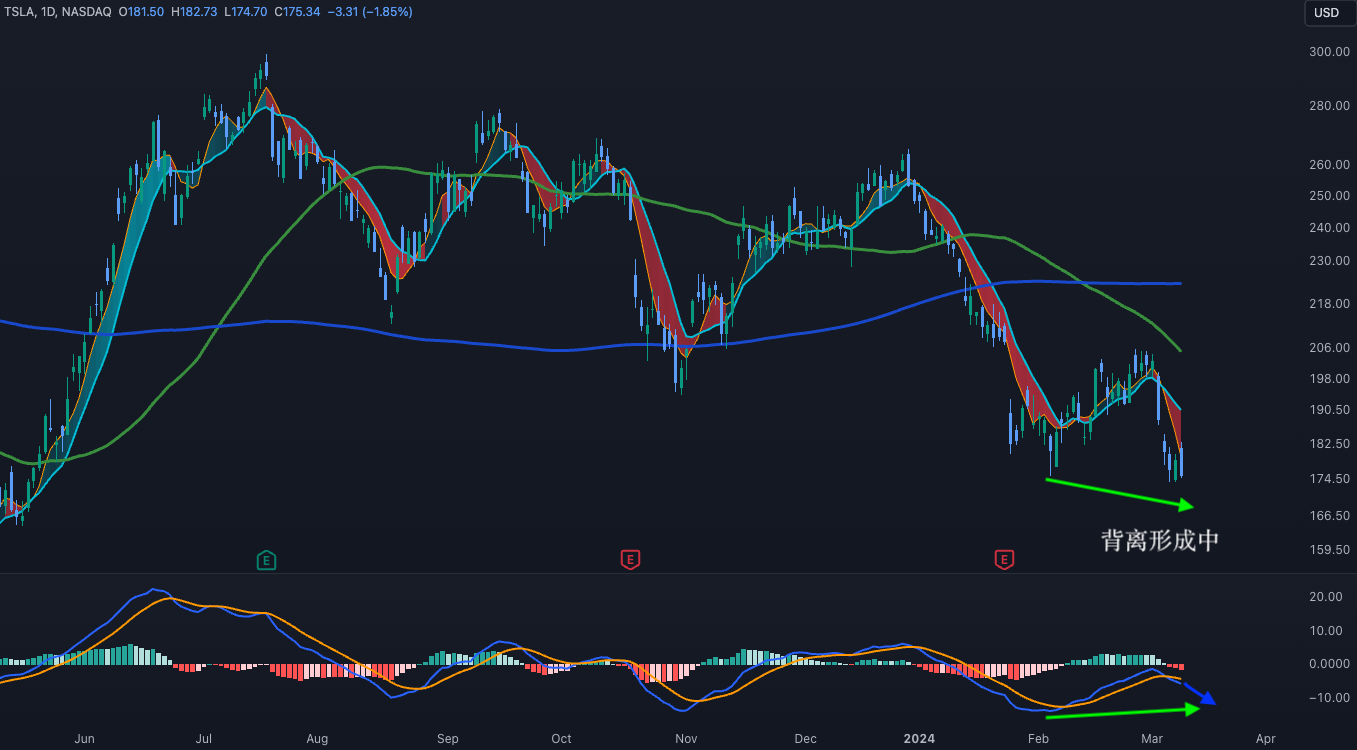 TSLA, 1D, NASDAQ O181.50 H182.73 L174.70 C175.34 −3.31 (−1.85%)
USD
300.00
280.00
260.00
250.00
240.00
230.00
218.00
206.00
198.00
190.50
182.50
174.50
166.50
159.50
背离形成中
E
E
E
20.00
10.00
0.0000
−10.00
Jun Jul Aug Sep Oct Nov Dec 2024 Feb Mar Apr